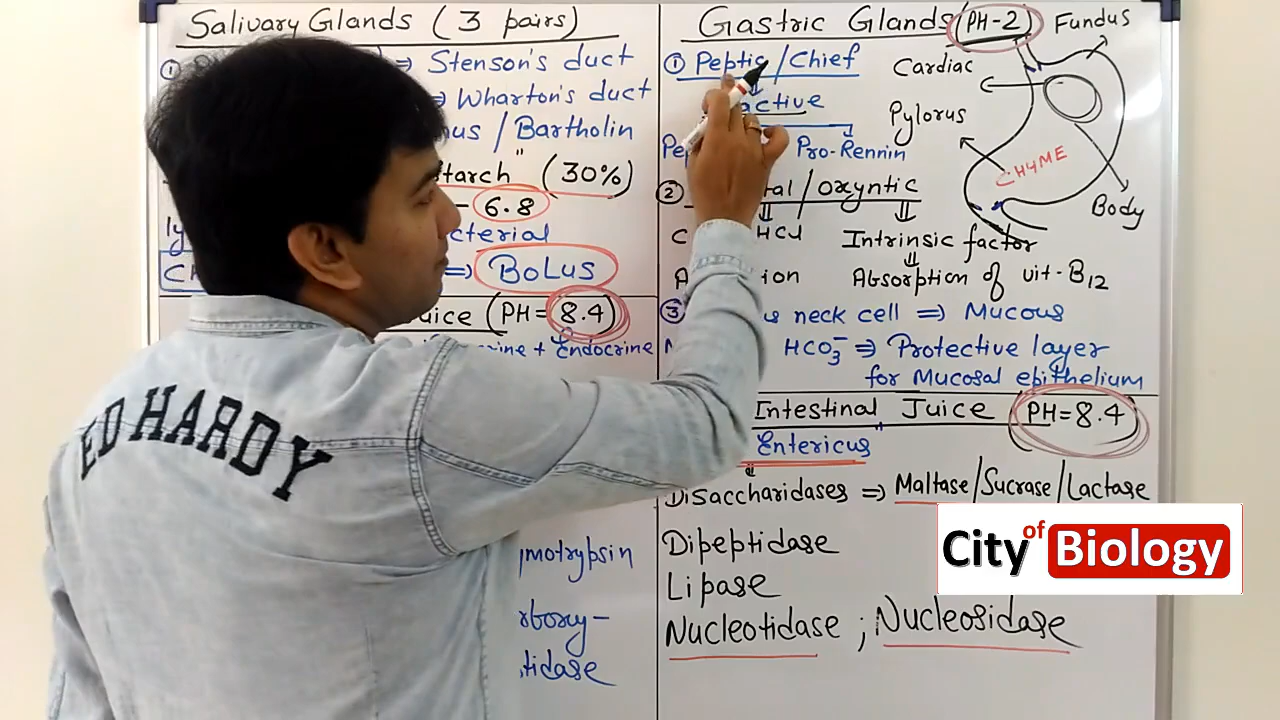 Salivary Glands (3 pairs)
① ⇒ Stenson's duct
⇒ Wharton's duct
/ Bartholin
tarch" (30%)
- 6.8
cterial
⇒ BOLUS
uice (PH= 8.4)
+ Endocrine
motrypsin
rboxy-
tidase
Gastric Glands (PH-2)
① Peptic / Chief
active
Pro-Rennin
② / Oxyntic
HCl Intrinsic factor
Absorption of vit-B12
③ neck cell ⇒ Mucous
HCO3⁻ ⇒ Protective layer
for Mucosal epithelium
Fundus
Cardiac
Pylorus
CHYME
Body
Intestinal Juice (PH=8.4)
Entericus"
Disaccharidases ⇒ Maltase/Sucrase/Lactase
Dipeptidase
Lipase
Nucleotidase ; Nucleosidase
City of Biology
ED HARDY